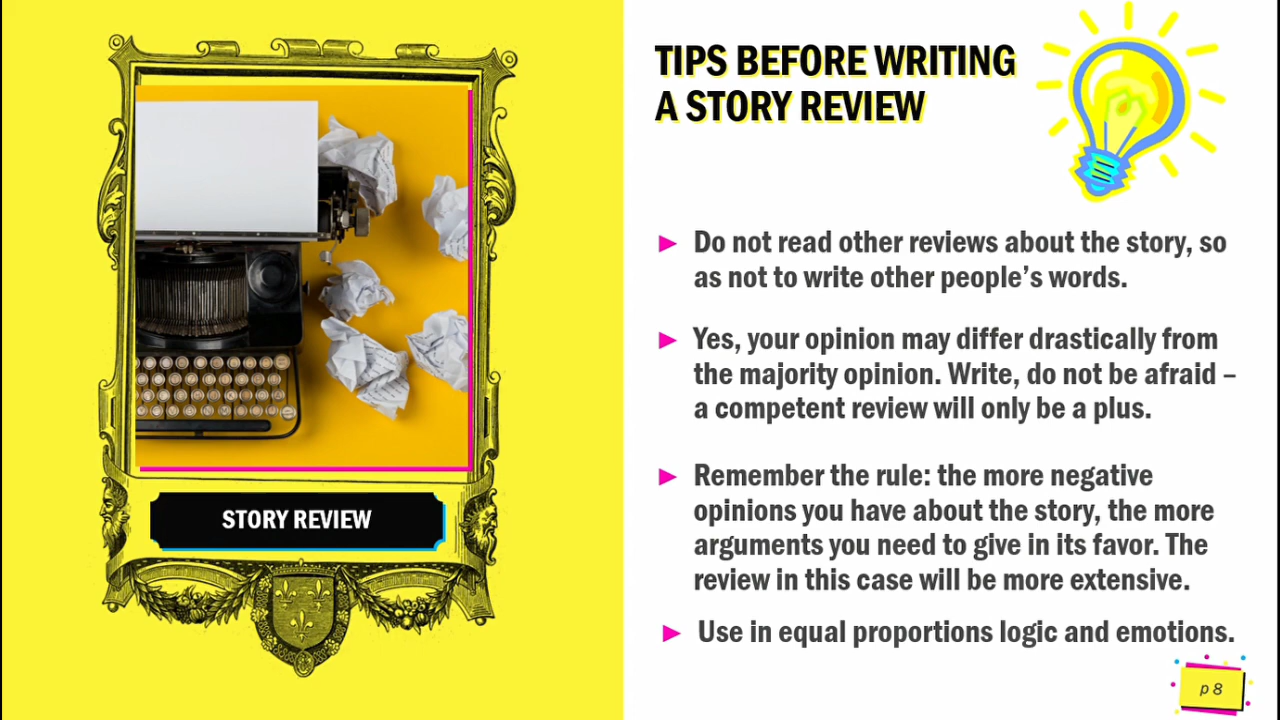 TIPS BEFORE WRITING
A STORY REVIEW
Do not read other reviews about the story, so
as not to write other people’s words.
Yes, your opinion may differ drastically from
the majority opinion. Write, do not be afraid –
a competent review will only be a plus.
Remember the rule: the more negative
opinions you have about the story, the more
arguments you need to give in its favor. The
review in this case will be more extensive.
Use in equal proportions logic and emotions.
STORY REVIEW
p 8